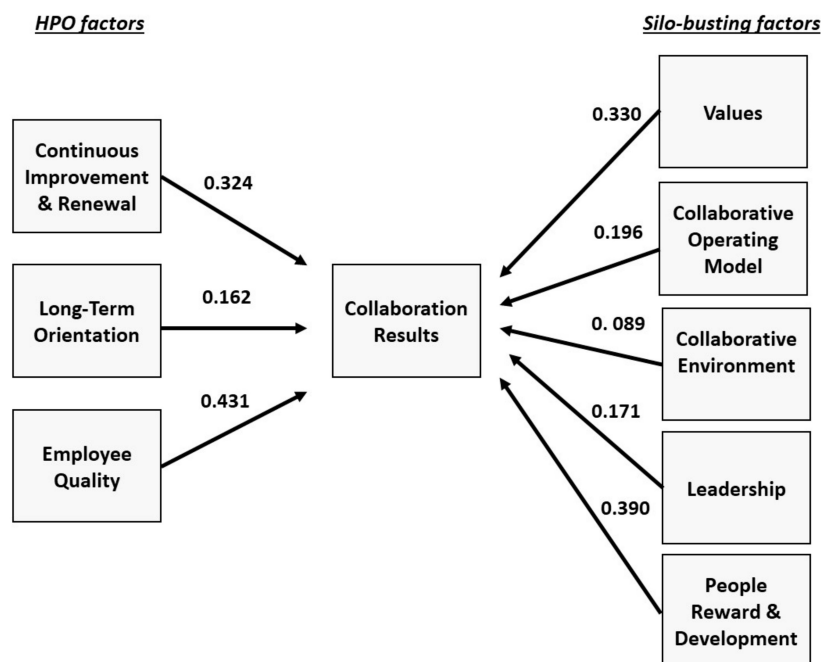 HPO factors
Continuous
Improvement
& Renewal
0.324
Long-Term
Orientation
0.162
Employee
Quality
0.431
Collaboration
Results
Silo-busting factors
Values
0.330
Collaborative
Operating
Model
0.196
Collaborative
Environment
0. 089
Leadership
0.171
People
Reward &
Development
0.390